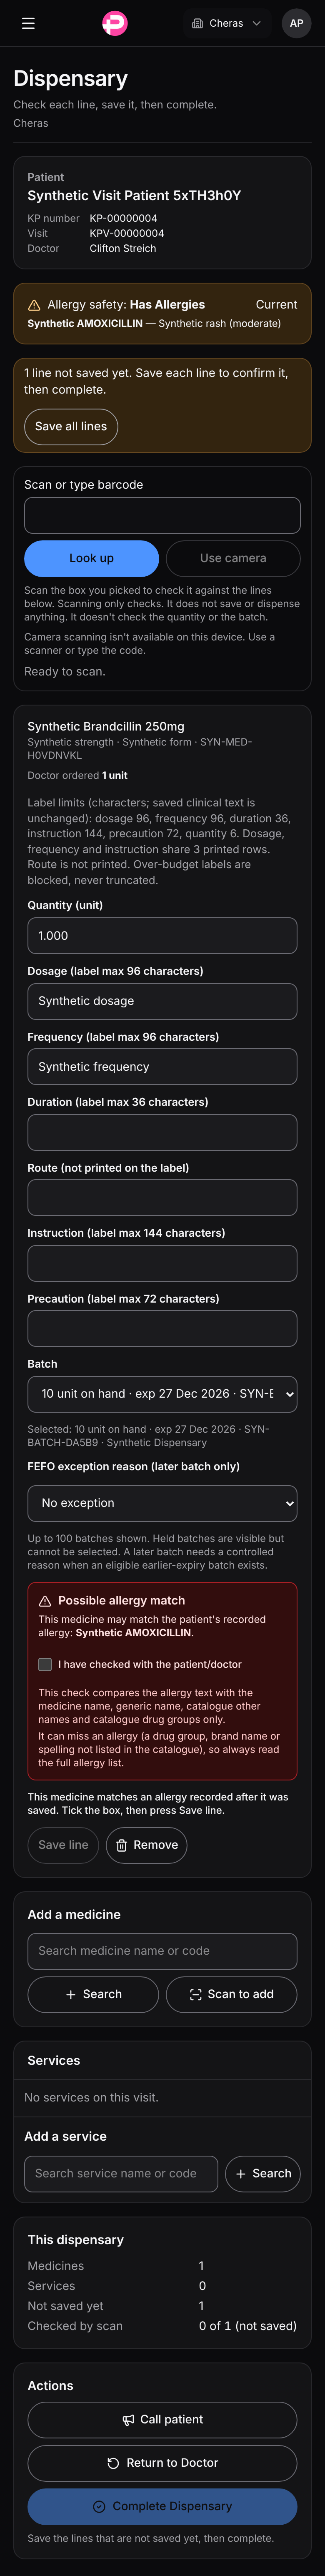 Cheras
AP
Dispensary
Check each line, save it, then complete.
Cheras
Patient
Synthetic Visit Patient 5xTH3h0Y
KP number KP-00000004
Visit KPV-00000004
Doctor Clifton Streich
Allergy safety: Has Allergies Current
Synthetic AMOXICILLIN — Synthetic rash (moderate)
1 line not saved yet. Save each line to confirm it,
then complete.
Save all lines
Scan or type barcode
Look up Use camera
Scan the box you picked to check it against the lines
below. Scanning only checks. It does not save or dispense
anything. It doesn't check the quantity or the batch.
Camera scanning isn't available on this device. Use a
scanner or type the code.
Ready to scan.
Synthetic Brandcillin 250mg
Synthetic strength · Synthetic form · SYN-MED-
H0VDNVKL
Doctor ordered 1 unit
Label limits (characters; saved clinical text is
unchanged): dosage 96, frequency 96, duration 36,
instruction 144, precaution 72, quantity 6. Dosage,
frequency and instruction share 3 printed rows.
Route is not printed. Over-budget labels are
blocked, never truncated.
Quantity (unit)
1.000
Dosage (label max 96 characters)
Synthetic dosage
Frequency (label max 96 characters)
Synthetic frequency
Duration (label max 36 characters)
Route (not printed on the label)
Instruction (label max 144 characters)
Precaution (label max 72 characters)
Batch
10 unit on hand · exp 27 Dec 2026 · SYN-E
Selected: 10 unit on hand · exp 27 Dec 2026 · SYN-
BATCH-DA5B9 · Synthetic Dispensary
FEFO exception reason (later batch only)
No exception
Up to 100 batches shown. Held batches are visible but
cannot be selected. A later batch needs a controlled
reason when an eligible earlier-expiry batch exists.
Possible allergy match
This medicine may match the patient's recorded
allergy: Synthetic AMOXICILLIN.
I have checked with the patient/doctor
This check compares the allergy text with the
medicine name, generic name, catalogue other
names and catalogue drug groups only.
It can miss an allergy (a drug group, brand name or
spelling not listed in the catalogue), so always read
the full allergy list.
This medicine matches an allergy recorded after it was
saved. Tick the box, then press Save line.
Save line Remove
Add a medicine
Search medicine name or code
Search Scan to add
Services
No services on this visit.
Add a service
Search service name or code Search
This dispensary
Medicines 1
Services 0
Not saved yet 1
Checked by scan 0 of 1 (not saved)
Actions
Call patient
Return to Doctor
Complete Dispensary
Save the lines that are not saved yet, then complete.